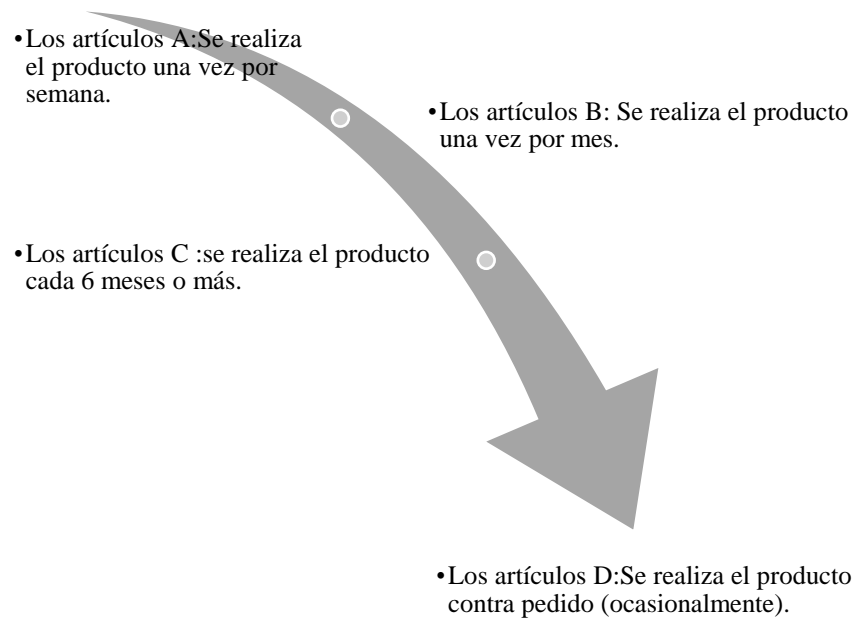 •Los artículos A:Se realiza
el producto una vez por
semana.
•Los artículos B: Se realiza el producto
una vez por mes.
•Los artículos C :se realiza el producto
cada 6 meses o más.
•Los artículos D:Se realiza el producto
contra pedido (ocasionalmente).